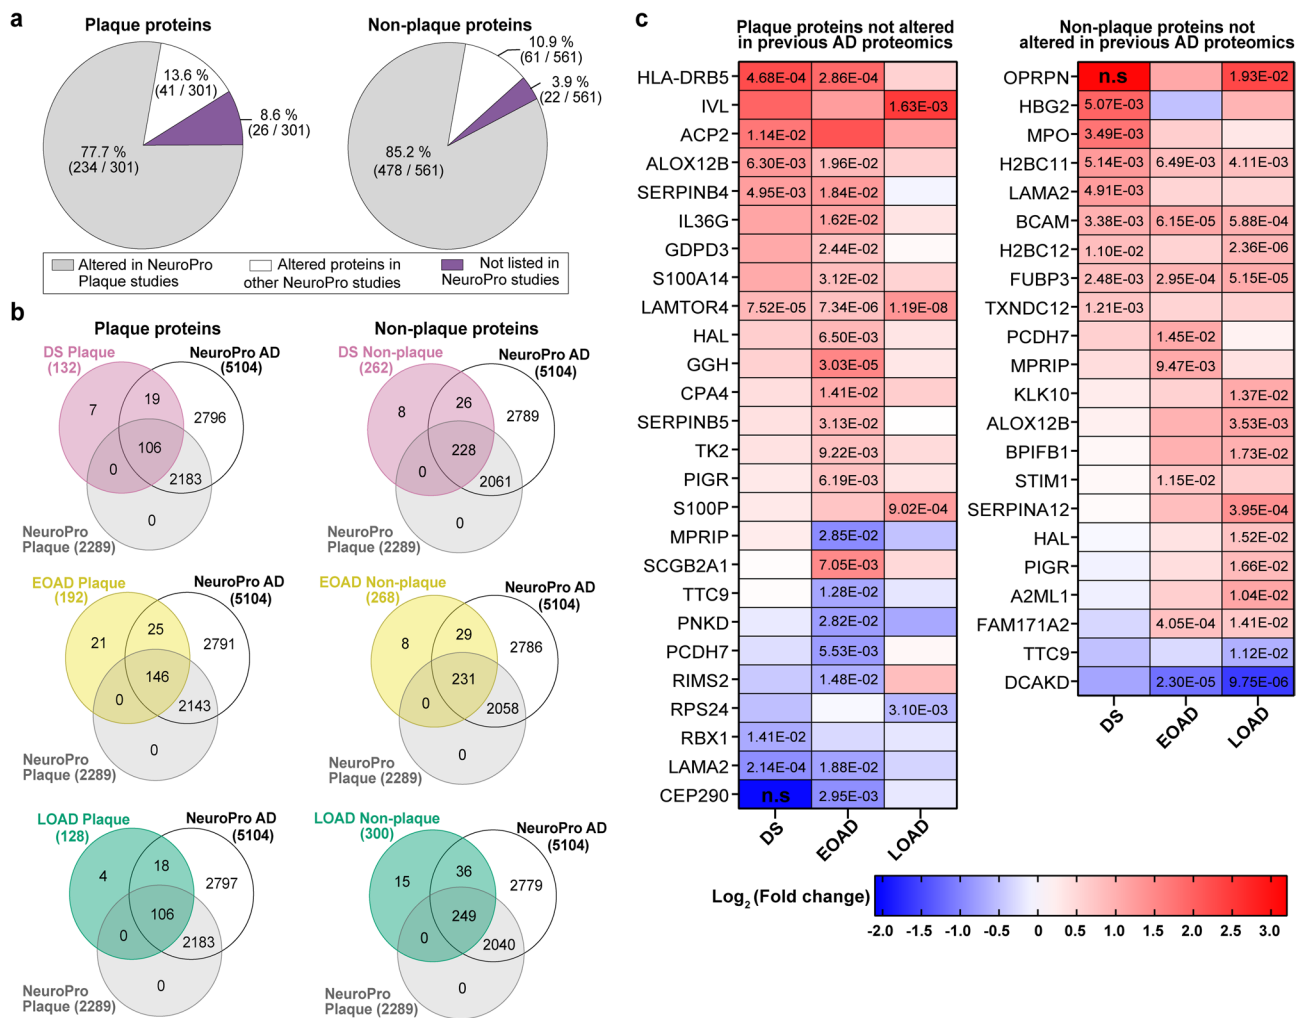 a
Plaque proteins
13.6 %
(41 / 301)
8.6 %
(26 / 301)
77.7 %
(234 / 301)
Non-plaque proteins
10.9 %
(61 / 561)
3.9 %
(22 / 561)
85.2 %
(478 / 561)
Altered in NeuroPro
Plaque studies
Altered proteins in
other NeuroPro studies
Not listed in
NeuroPro studies
b
Plaque proteins
DS Plaque
(132)
NeuroPro AD
(5104)
7
19
2796
106
0
2183
0
NeuroPro
Plaque (2289)
Non-plaque proteins
DS Non-plaque
(262)
NeuroPro AD
(5104)
8
26
2789
228
0
2061
0
NeuroPro
Plaque (2289)
EOAD Plaque
(192)
NeuroPro AD
(5104)
21
25
2791
146
0
2143
0
NeuroPro
Plaque (2289)
EOAD Non-plaque
(268)
NeuroPro AD
(5104)
8
29
2786
231
0
2058
0
NeuroPro
Plaque (2289)
LOAD Plaque
(128)
NeuroPro AD
(5104)
4
18
2797
106
0
2183
0
NeuroPro
Plaque (2289)
LOAD Non-plaque
(300)
NeuroPro AD
(5104)
15
36
2779
249
0
2040
0
NeuroPro
Plaque (2289)
c
Plaque proteins not altered
in previous AD proteomics
HLA-DRB5 4.68E-04 2.86E-04
IVL 1.63E-03
ACP2 1.14E-02
ALOX12B 6.30E-03 1.96E-02
SERPINB4 4.95E-03 1.84E-02
IL36G 1.62E-02
GDPD3 2.44E-02
S100A14 3.12E-02
LAMTOR4 7.52E-05 7.34E-06 1.19E-08
HAL 6.50E-03
GGH 3.03E-05
CPA4 1.41E-02
SERPINB5 3.13E-02
TK2 9.22E-03
PIGR 6.19E-03
S100P 9.02E-04
MPRIP 2.85E-02
SCGB2A1 7.05E-03
TTC9 1.28E-02
PNKD 2.82E-02
PCDH7 5.53E-03
RIMS2 1.48E-02
RPS24 3.10E-03
RBX1 1.41E-02
LAMA2 2.14E-04 1.88E-02
CEP290 n.s 2.95E-03
DS EOAD LOAD
Non-plaque proteins not
altered in previous AD proteomics
OPRPN n.s 1.93E-02
HBG2 5.07E-03
MPO 3.49E-03
H2BC11 5.14E-03 6.49E-03 4.11E-03
LAMA2 4.91E-03
BCAM 3.38E-03 6.15E-05 5.88E-04
H2BC12 1.10E-02 2.36E-06
FUBP3 2.48E-03 2.95E-04 5.15E-05
TXNDC12 1.21E-03
PCDH7 1.45E-02
MPRIP 9.47E-03
KLK10 1.37E-02
ALOX12B 3.53E-03
BPIFB1 1.73E-02
STIM1 1.15E-02
SERPINA12 3.95E-04
HAL 1.52E-02
PIGR 1.66E-02
A2ML1 1.04E-02
FAM171A2 4.05E-04 1.41E-02
TTC9 1.12E-02
DCAKD 2.30E-05 9.75E-06
DS EOAD LOAD
Log2 (Fold change)
-2.0 -1.5 -1.0 -0.5 0 0.5 1.0 1.5 2.0 2.5 3.0